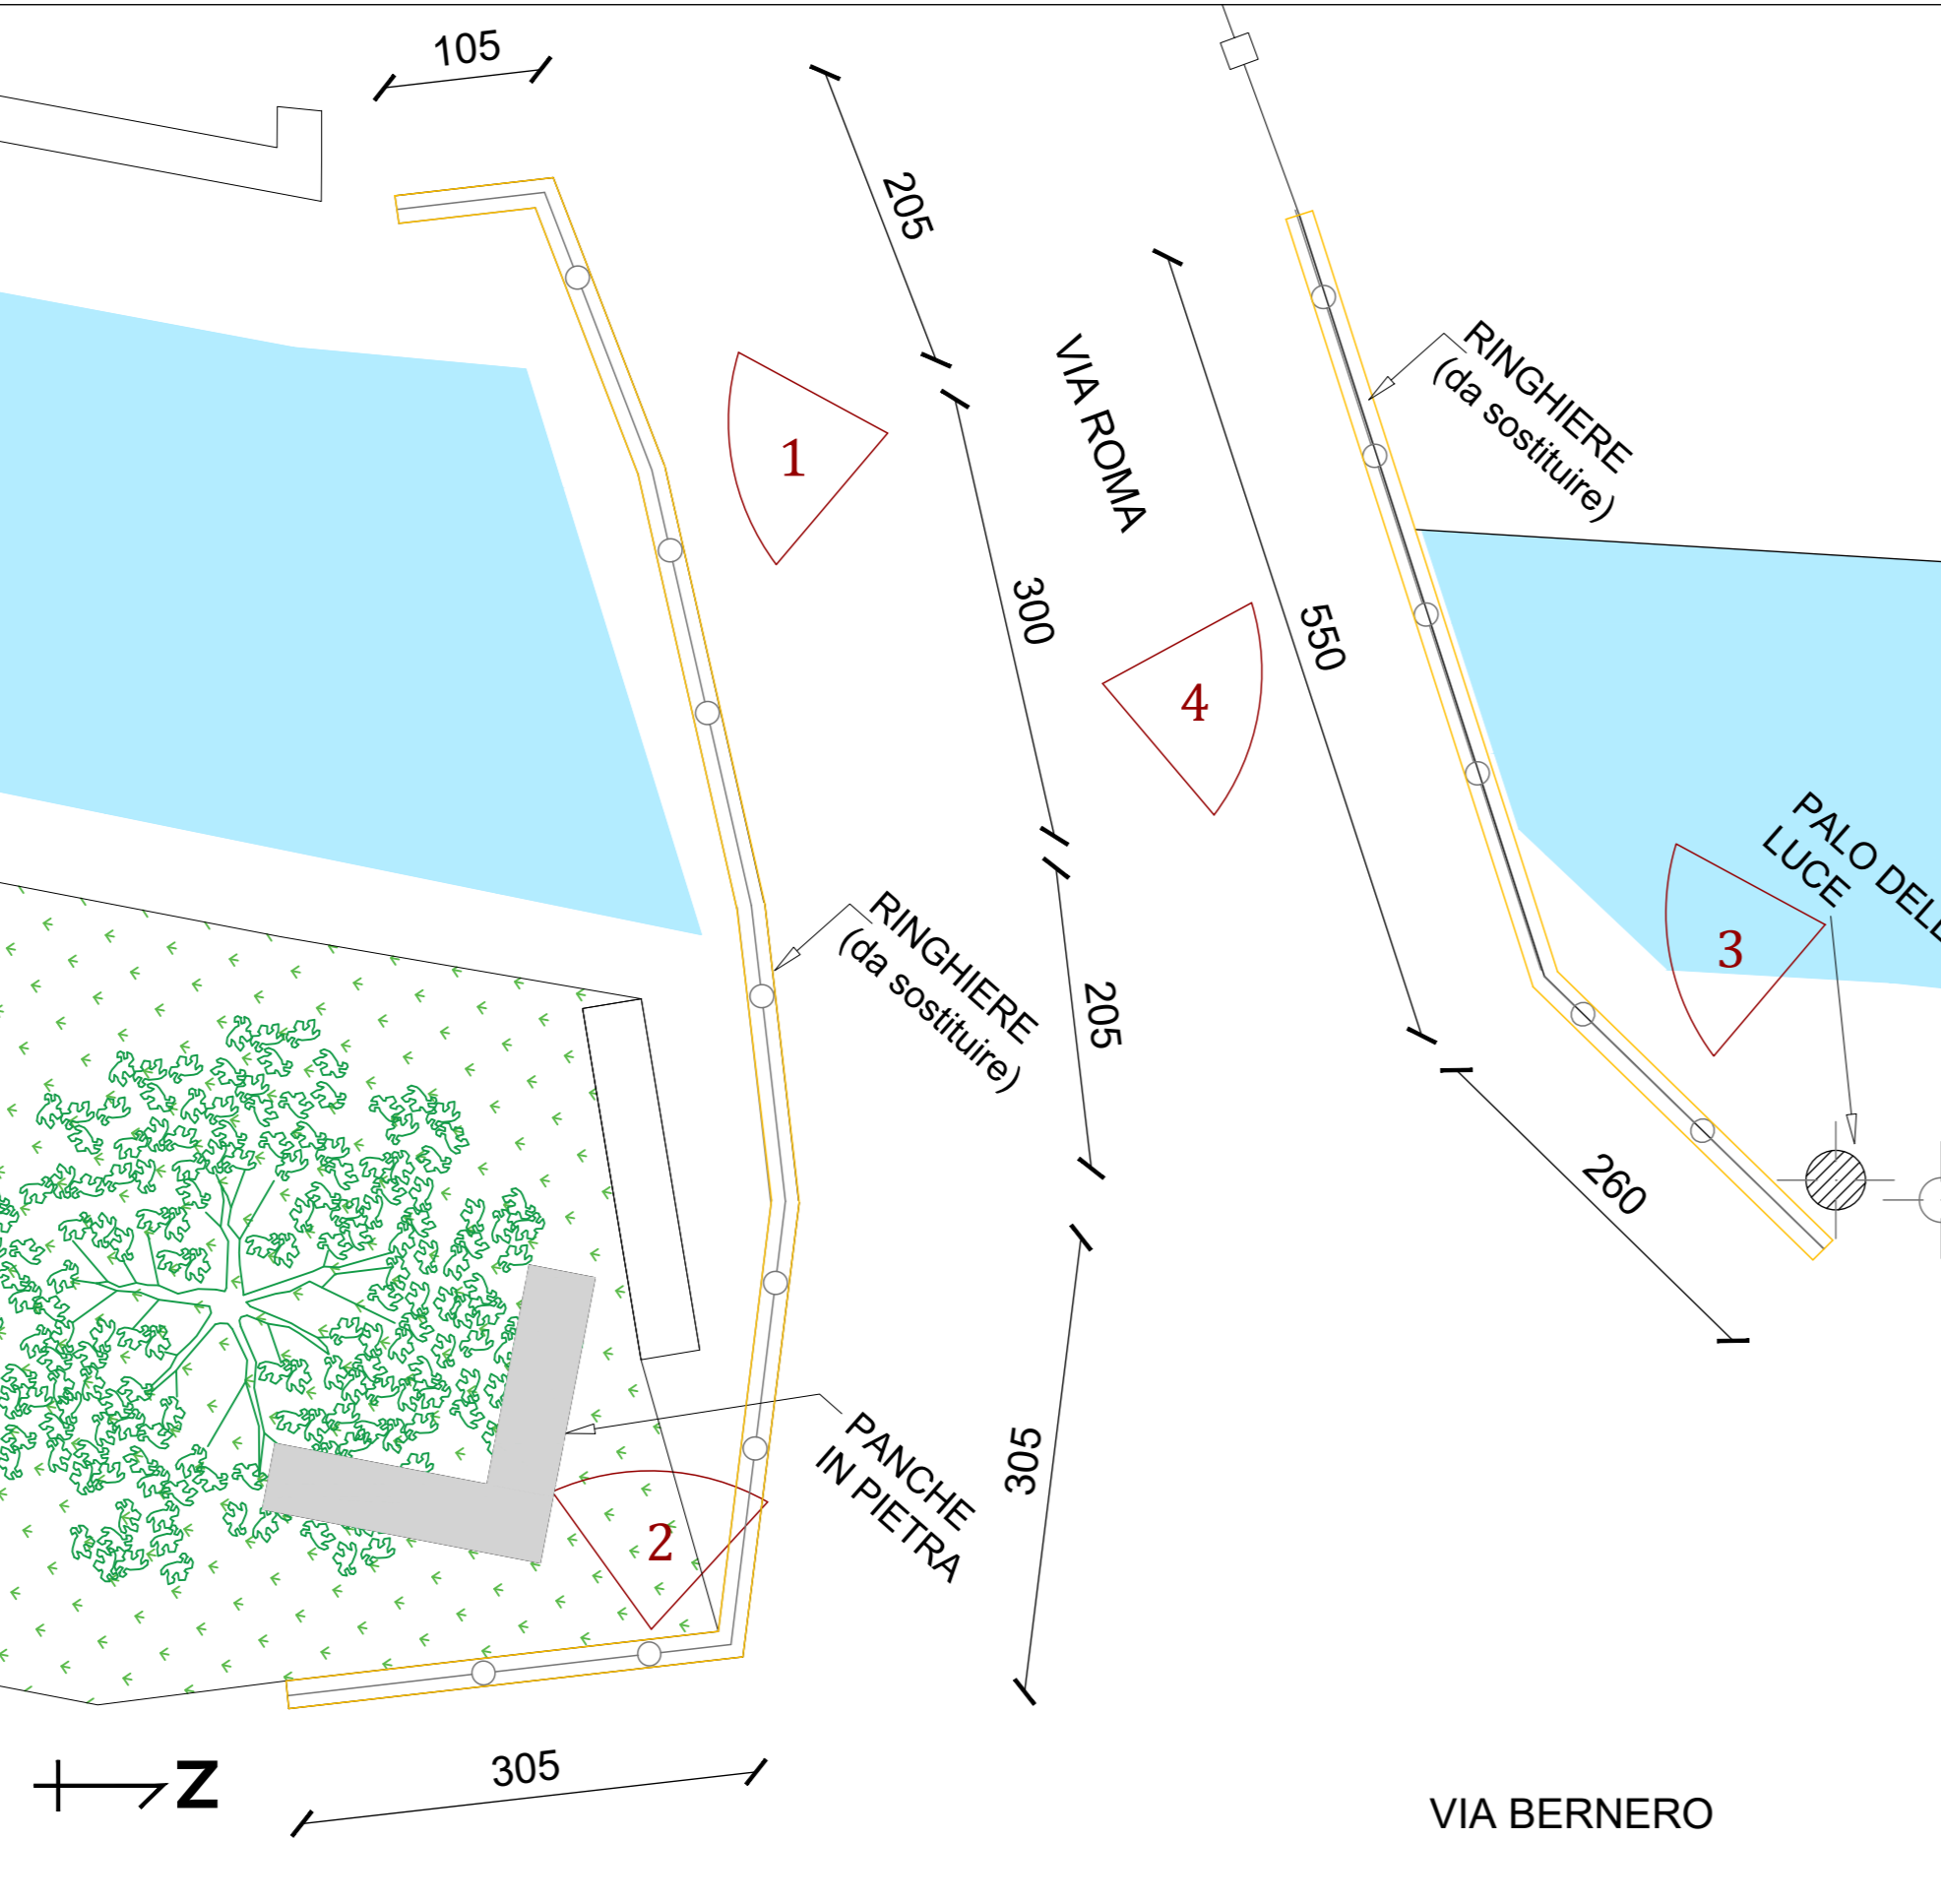 105
205
VIA ROMA
RINGHIERE
(da sostituire)
1
300
550
4
PALO DELL
LUCE
3
RINGHIERE
(da sostituire)
205
260
PANCHE
IN PIETRA
305
2
305
N
VIA BERNERO